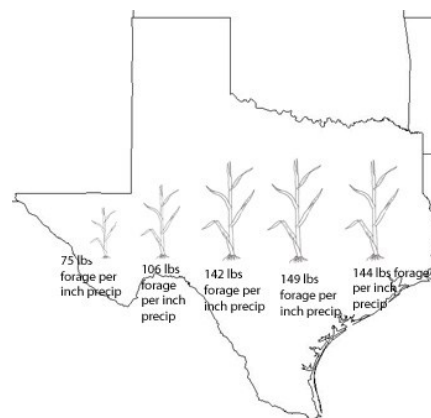 75 lbs
forage per
inch precip
106 lbs
forage
per inch
precip
142 lbs
forage per
inch precip
149 lbs
forage per
inch precip
144 lbs forage
per inch
precip